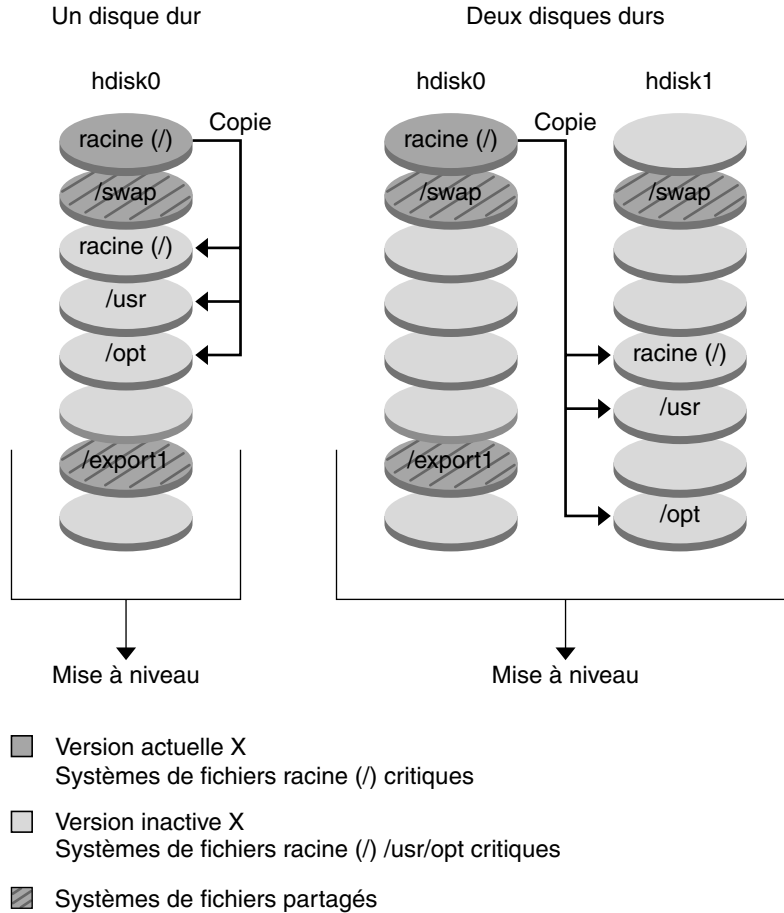 Un disque dur
hdisk0
racine (/)
Copie
/swap
racine (/)
/usr
/opt
/export1
Mise à niveau
Deux disques durs
hdisk0
hdisk1
racine (/)
Copie
/swap
/swap
racine (/)
/usr
/export1
/opt
Mise à niveau
Version actuelle X
Systèmes de fichiers racine (/) critiques
Version inactive X
Systèmes de fichiers racine (/) /usr/opt critiques
Systèmes de fichiers partagés